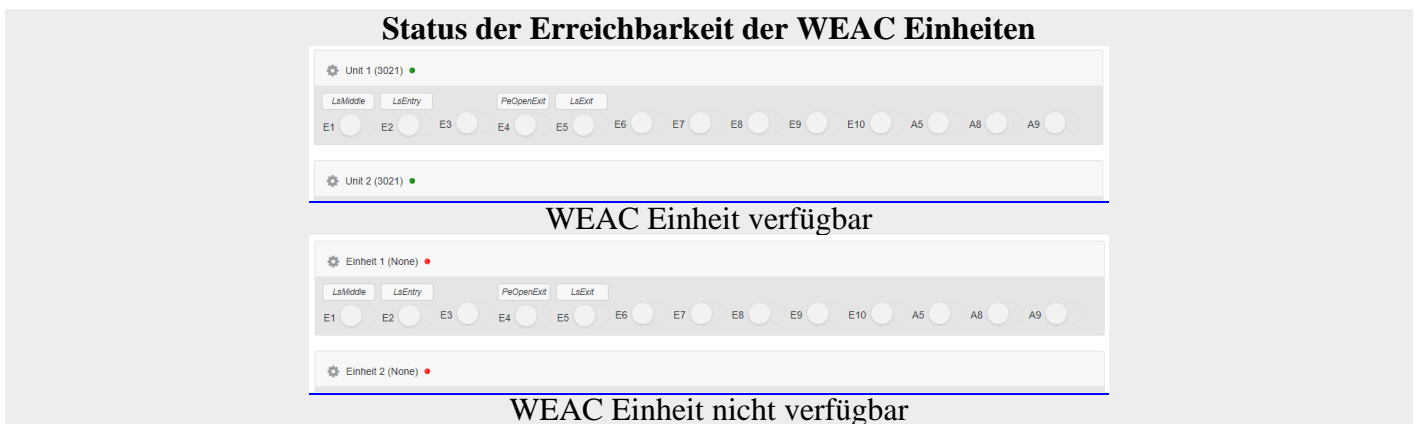 Status der Erreichbarkeit der WEAC Einheiten
Unit 1 (3021)
LsMiddle LsEntry PeOpenExit LsExit
E1 E2 E3 E4 E5 E6 E7 E8 E9 E10 A5 A8 A9
Unit 2 (3021)
WEAC Einheit verfügbar
Einheit 1 (None)
LsMiddle LsEntry PeOpenExit LsExit
E1 E2 E3 E4 E5 E6 E7 E8 E9 E10 A5 A8 A9
Einheit 2 (None)
WEAC Einheit nicht verfügbar